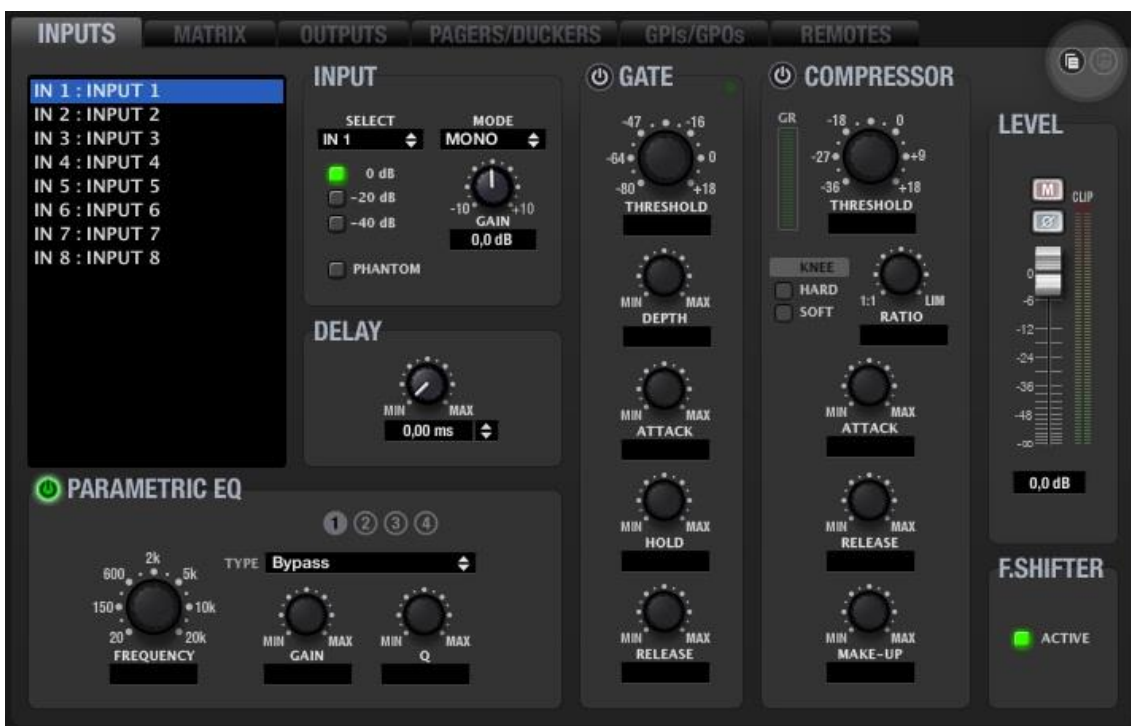 INPUTS
MATRIX
OUTPUTS
PAGERS/DUCKERS
GPIs/GPOs
REMOTES
IN 1 : INPUT 1
IN 2 : INPUT 2
IN 3 : INPUT 3
IN 4 : INPUT 4
IN 5 : INPUT 5
IN 6 : INPUT 6
IN 7 : INPUT 7
IN 8 : INPUT 8
INPUT
SELECT
MODE
IN 1
MONO
0 dB
-20 dB
-40 dB
-10
+10
GAIN
0,0 dB
PHANTOM
DELAY
MIN
MAX
0,00 ms
PARAMETRIC EQ
1
2
3
4
TYPE
Bypass
2k
600
5k
150
10k
20
20k
FREQUENCY
MIN
MAX
GAIN
MIN
MAX
Q
GATE
-47
-16
-64
0
-80
+18
THRESHOLD
MIN
MAX
DEPTH
MIN
MAX
ATTACK
MIN
MAX
HOLD
MIN
MAX
RELEASE
COMPRESSOR
GR
-18
0
-27
+9
-36
+18
THRESHOLD
KNEE
HARD
SOFT
1:1
LIM
RATIO
MIN
MAX
ATTACK
MIN
MAX
RELEASE
MIN
MAX
MAKE-UP
LEVEL
M
CLIP
Ø
0
-6
-12
-24
-36
-48
-∞
0,0 dB
F.SHIFTER
ACTIVE